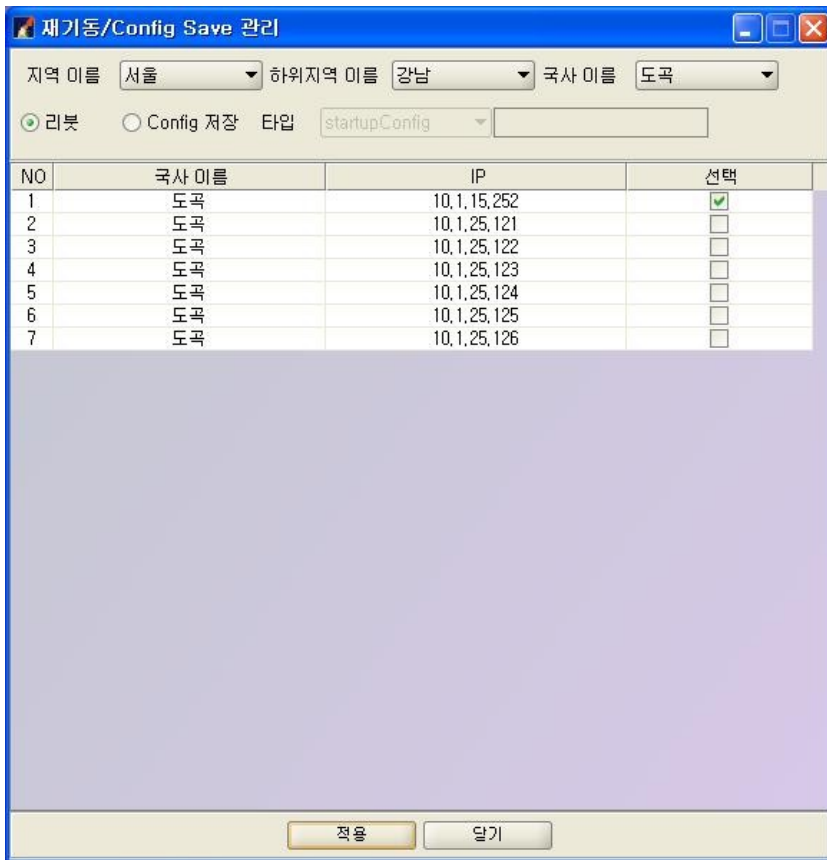 재기동/Config Save 관리
지역 이름 서울 하위지역 이름 강남 국사 이름 도곡
리붓 Config 저장 타입 startupConfig
NO 국사 이름 IP 선택
1 도곡 10,1,15,252
2 도곡 10,1,25,121
3 도곡 10,1,25,122
4 도곡 10,1,25,123
5 도곡 10,1,25,124
6 도곡 10,1,25,125
7 도곡 10,1,25,126
적용 닫기